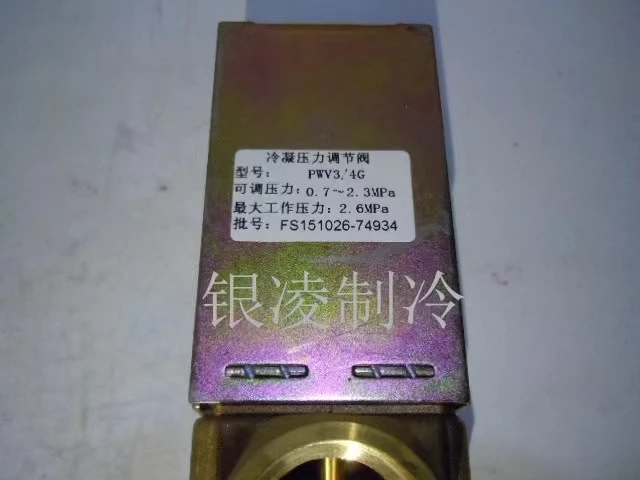 冷凝压力调节阀
型号: PWV3/4G
可调压力: 0.7~2.3MPa
最大工作压力: 2.6MPa
批号: FS151026-74934
银凌制冷